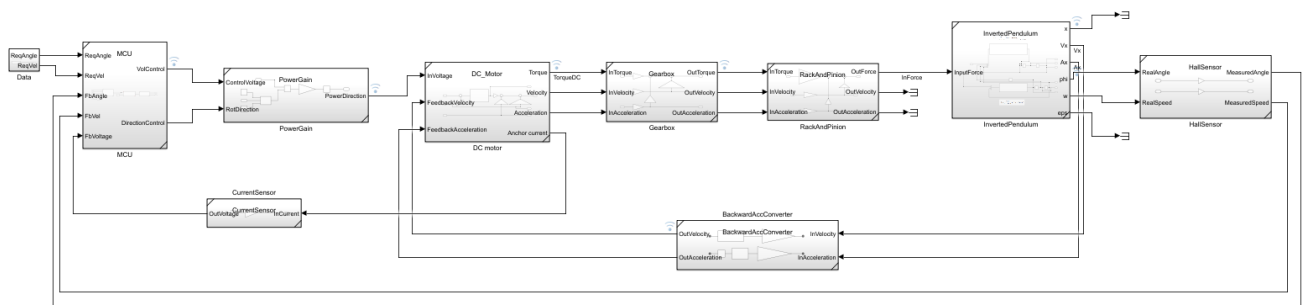 ReqAngle
ReqVel
Data
MCU
ReqAngle
ReqVel
FbAngle
FbVel
FbVoltage
VolControl
DirectionControl
MCU
PowerGain
ControlVoltage
RotDirection
PowerDirection
PowerGain
DC_Motor
InVoltage
FeedbackVelocity
FeedbackAcceleration
Torque
Velocity
Acceleration
Anchor current
DC motor
TorqueDC
Gearbox
InTorque
InVelocity
InAcceleration
OutTorque
OutVelocity
OutAcceleration
Gearbox
RackAndPinion
InTorque
InVelocity
InAcceleration
OutForce
OutVelocity
OutAcceleration
RackAndPinion
InForce
InvertedPendulum
InputForce
x
Vx
Ax
phi
w
eps
InvertedPendulum
Vx
Ax
HallSensor
RealAngle
RealSpeed
MeasuredAngle
MeasuredSpeed
HallSensor
CurrentSensor
CurrentSensor
OutVoltage
InCurrent
BackwardAccConverter
BackwardAccConverter
OutVelocity
OutAcceleration
InVelocity
InAcceleration